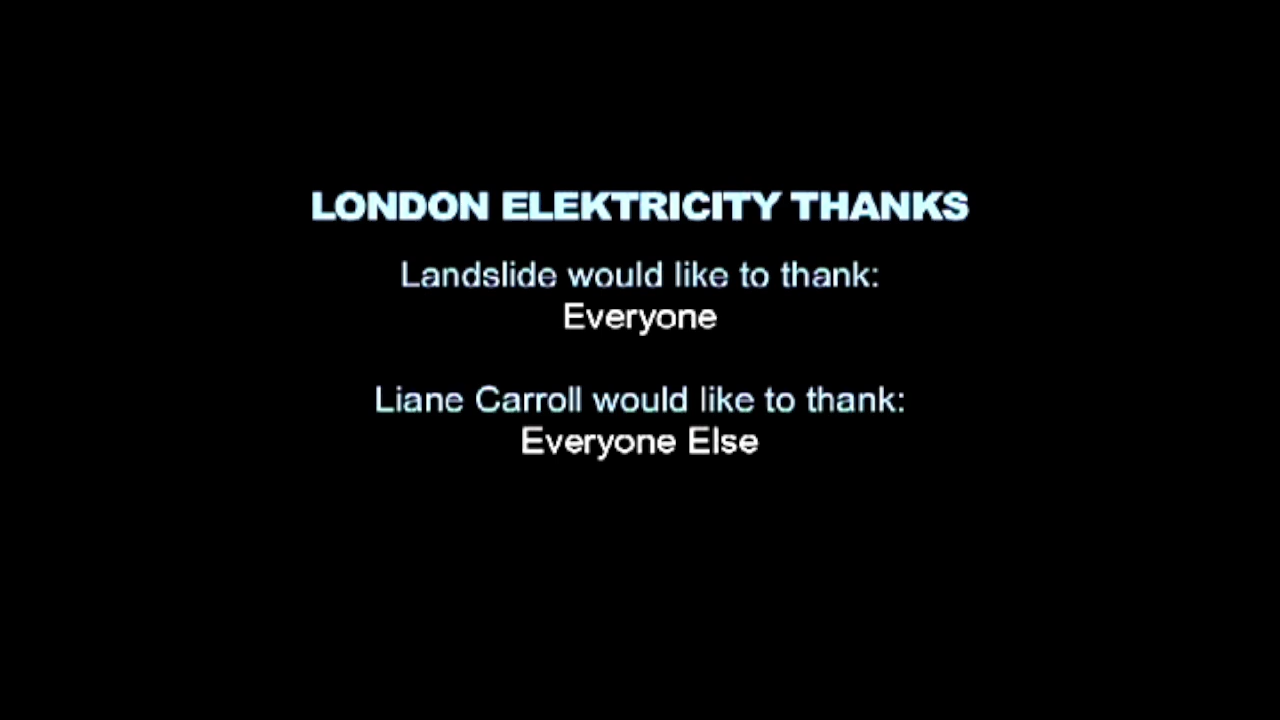 LONDON ELEKTRICITY THANKS
Landslide would like to thank:
Everyone
Liane Carroll would like to thank:
Everyone Else